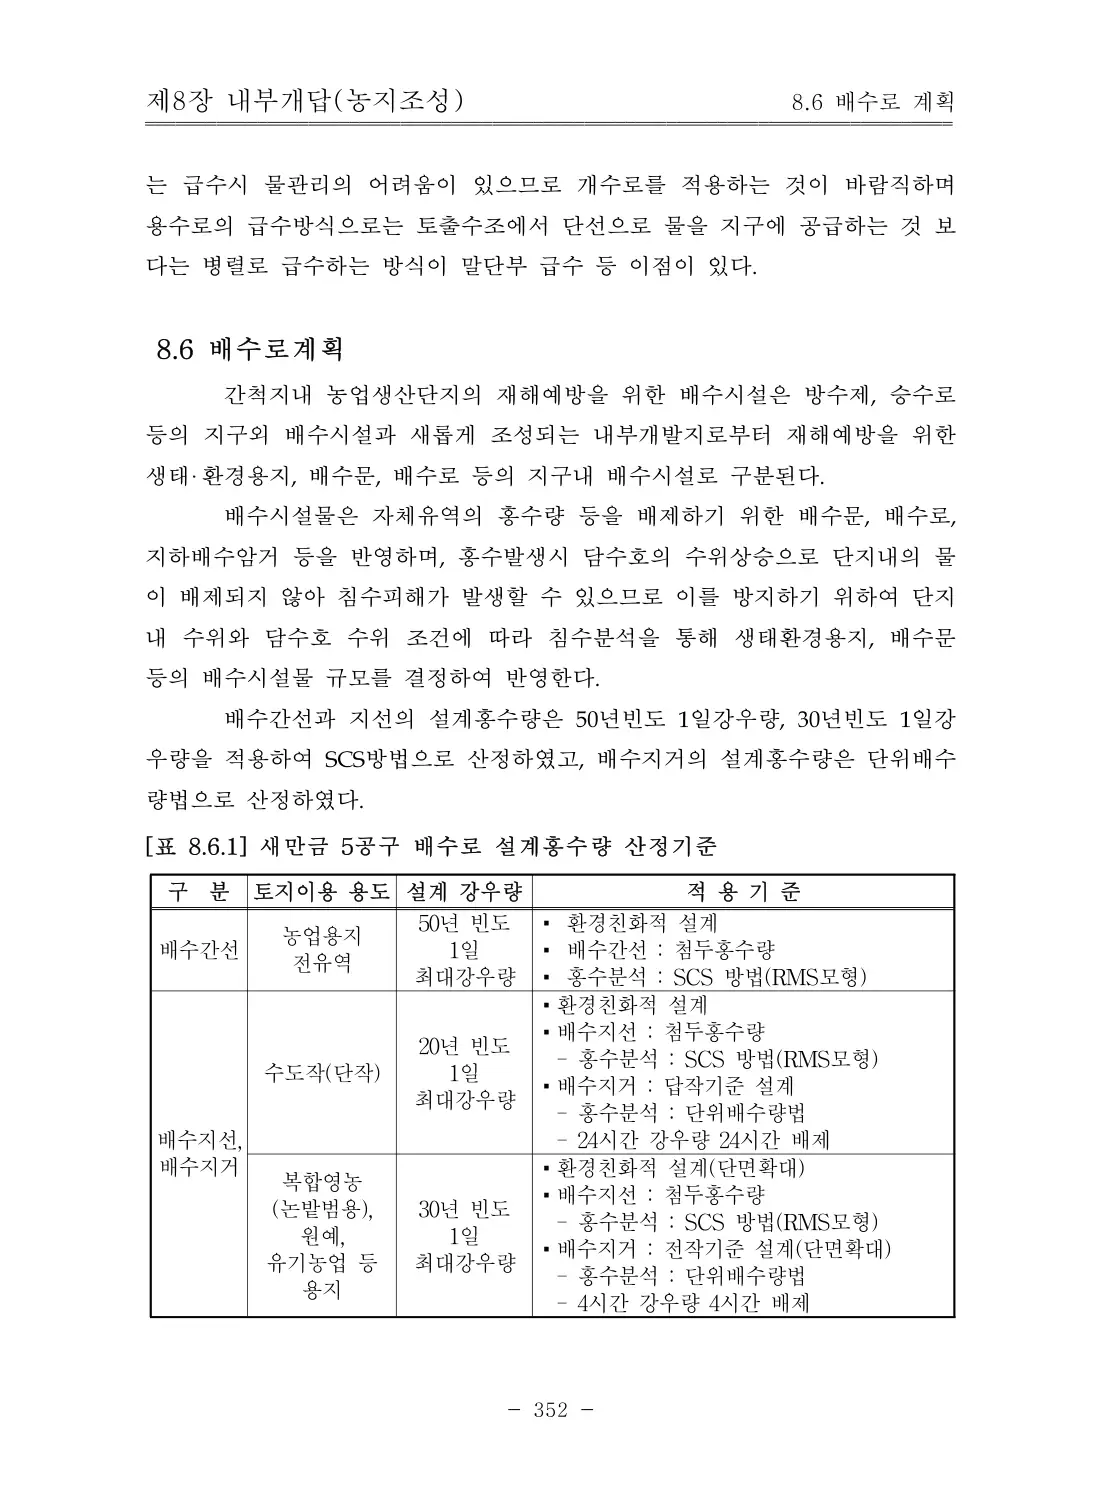 제8장 내부개답(농지조성)
8.6 배수로 계획
는 급수시 물관리의 어려움이 있으므로 개수로를 적용하는 것이 바람직하며
용수로의 급수방식으로는 토출수조에서 단선으로 물을 지구에 공급하는 것 보
다는 병렬로 급수하는 방식이 말단부 급수 등 이점이 있다.
8.6 배수로계획
간척지내 농업생산단지의 재해예방을 위한 배수시설은 방수제, 승수로
등의 지구외 배수시설과 새롭게 조성되는 내부개발지로부터 재해예방을 위한
생태·환경용지, 배수문, 배수로 등의 지구내 배수시설로 구분된다.
배수시설물은 자체유역의 홍수량 등을 배제하기 위한 배수문, 배수로,
지하배수암거 등을 반영하며, 홍수발생시 담수호의 수위상승으로 단지내의 물
이 배제되지 않아 침수피해가 발생할 수 있으므로 이를 방지하기 위하여 단지
내 수위와 담수호 수위 조건에 따라 침수분석을 통해 생태환경용지, 배수문
등의 배수시설물 규모를 결정하여 반영한다.
배수간선과 지선의 설계홍수량은 50년빈도 1일강우량, 30년빈도 1일강
우량을 적용하여 SCS방법으로 산정하였고, 배수지거의 설계홍수량은 단위배수
량법으로 산정하였다.
[표 8.6.1] 새만금 5공구 배수로 설계홍수량 산정기준
구 분 토지이용 용도 설계 강우량 적 용 기 준
배수간선
농업용지
전유역
50년 빈도
1일
최대강우량
▪ 환경친화적 설계
▪ 배수간선 : 첨두홍수량
▪ 홍수분석 : SCS 방법(RMS모형)
배수지선,
배수지거
수도작(단작)
20년 빈도
1일
최대강우량
▪환경친화적 설계
▪배수지선 : 첨두홍수량
- 홍수분석 : SCS 방법(RMS모형)
▪배수지거 : 답작기준 설계
- 홍수분석 : 단위배수량법
- 24시간 강우량 24시간 배제
복합영농
(논밭범용),
원예,
유기농업 등
용지
30년 빈도
1일
최대강우량
▪환경친화적 설계(단면확대)
▪배수지선 : 첨두홍수량
- 홍수분석 : SCS 방법(RMS모형)
▪배수지거 : 전작기준 설계(단면확대)
- 홍수분석 : 단위배수량법
- 4시간 강우량 4시간 배제
- 352 -